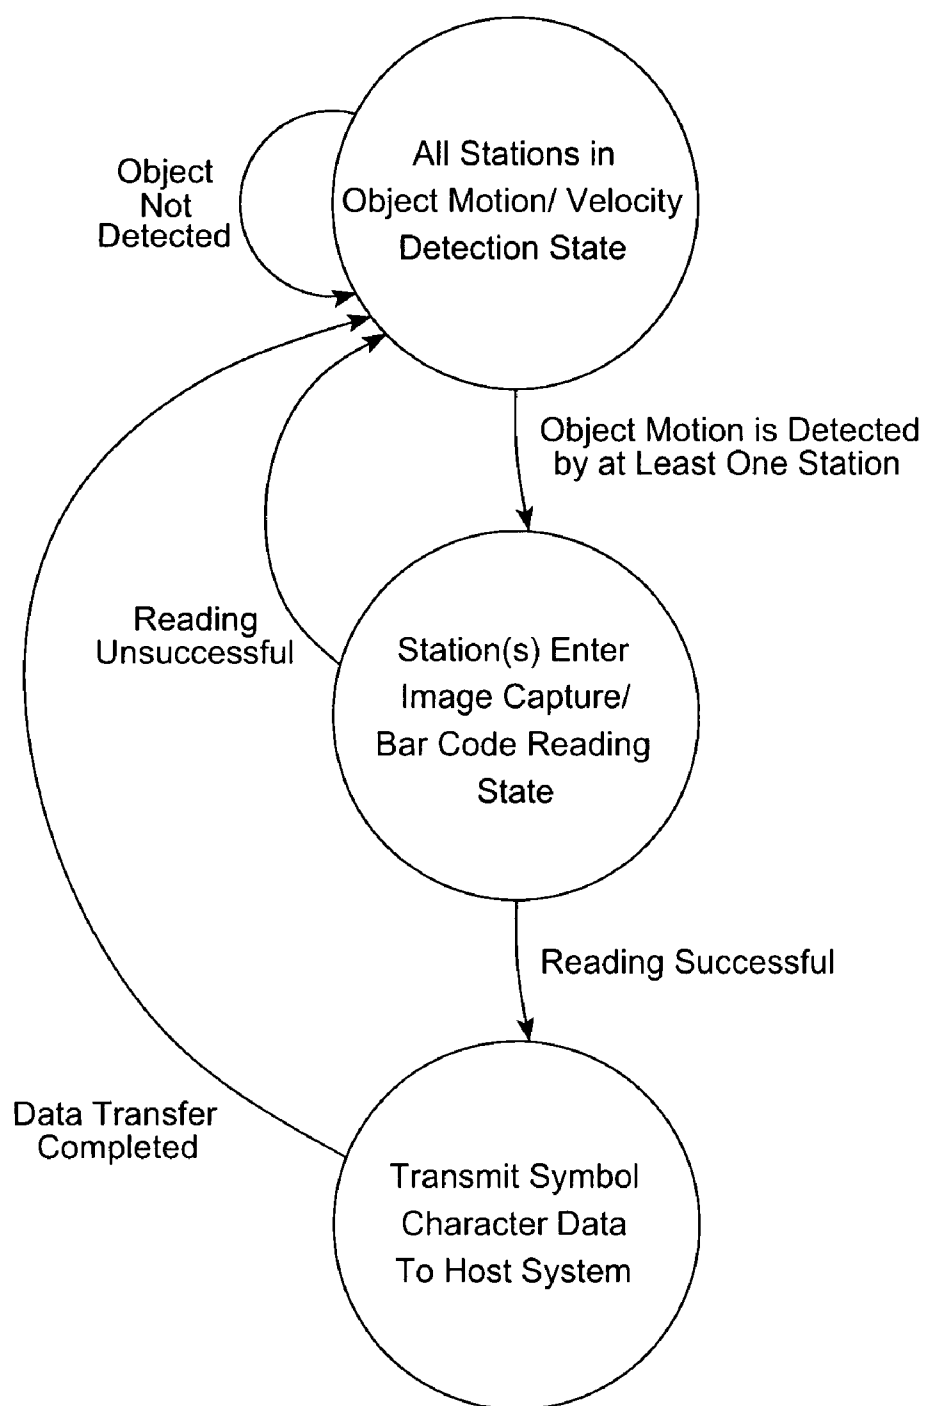 All Stations in
Object Motion/ Velocity
Detection State
Object
Not
Detected
Object Motion is Detected
by at Least One Station
Reading
Unsuccessful
Station(s) Enter
Image Capture/
Bar Code Reading
State
Reading Successful
Data Transfer
Completed
Transmit Symbol
Character Data
To Host System